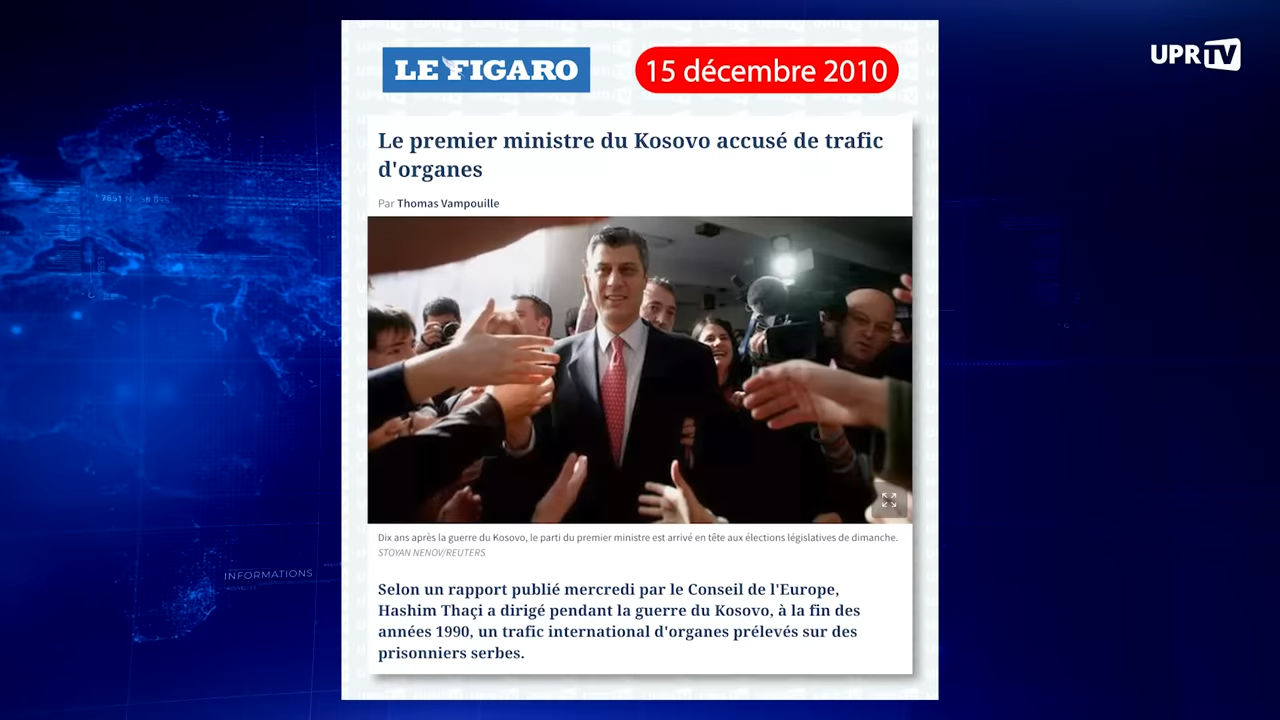 LE FIGARO
15 décembre 2010
UPR TV
Le premier ministre du Kosovo accusé de trafic
d'organes
Par Thomas Vampouille
Dix ans après la guerre du Kosovo, le parti du premier ministre est arrivé en tête aux élections législatives de dimanche.
STOYAN NENOV/REUTERS
Selon un rapport publié mercredi par le Conseil de l'Europe,
Hashim Thaçi a dirigé pendant la guerre du Kosovo, à la fin des
années 1990, un trafic international d'organes prélevés sur des
prisonniers serbes.
INFORMATIONS